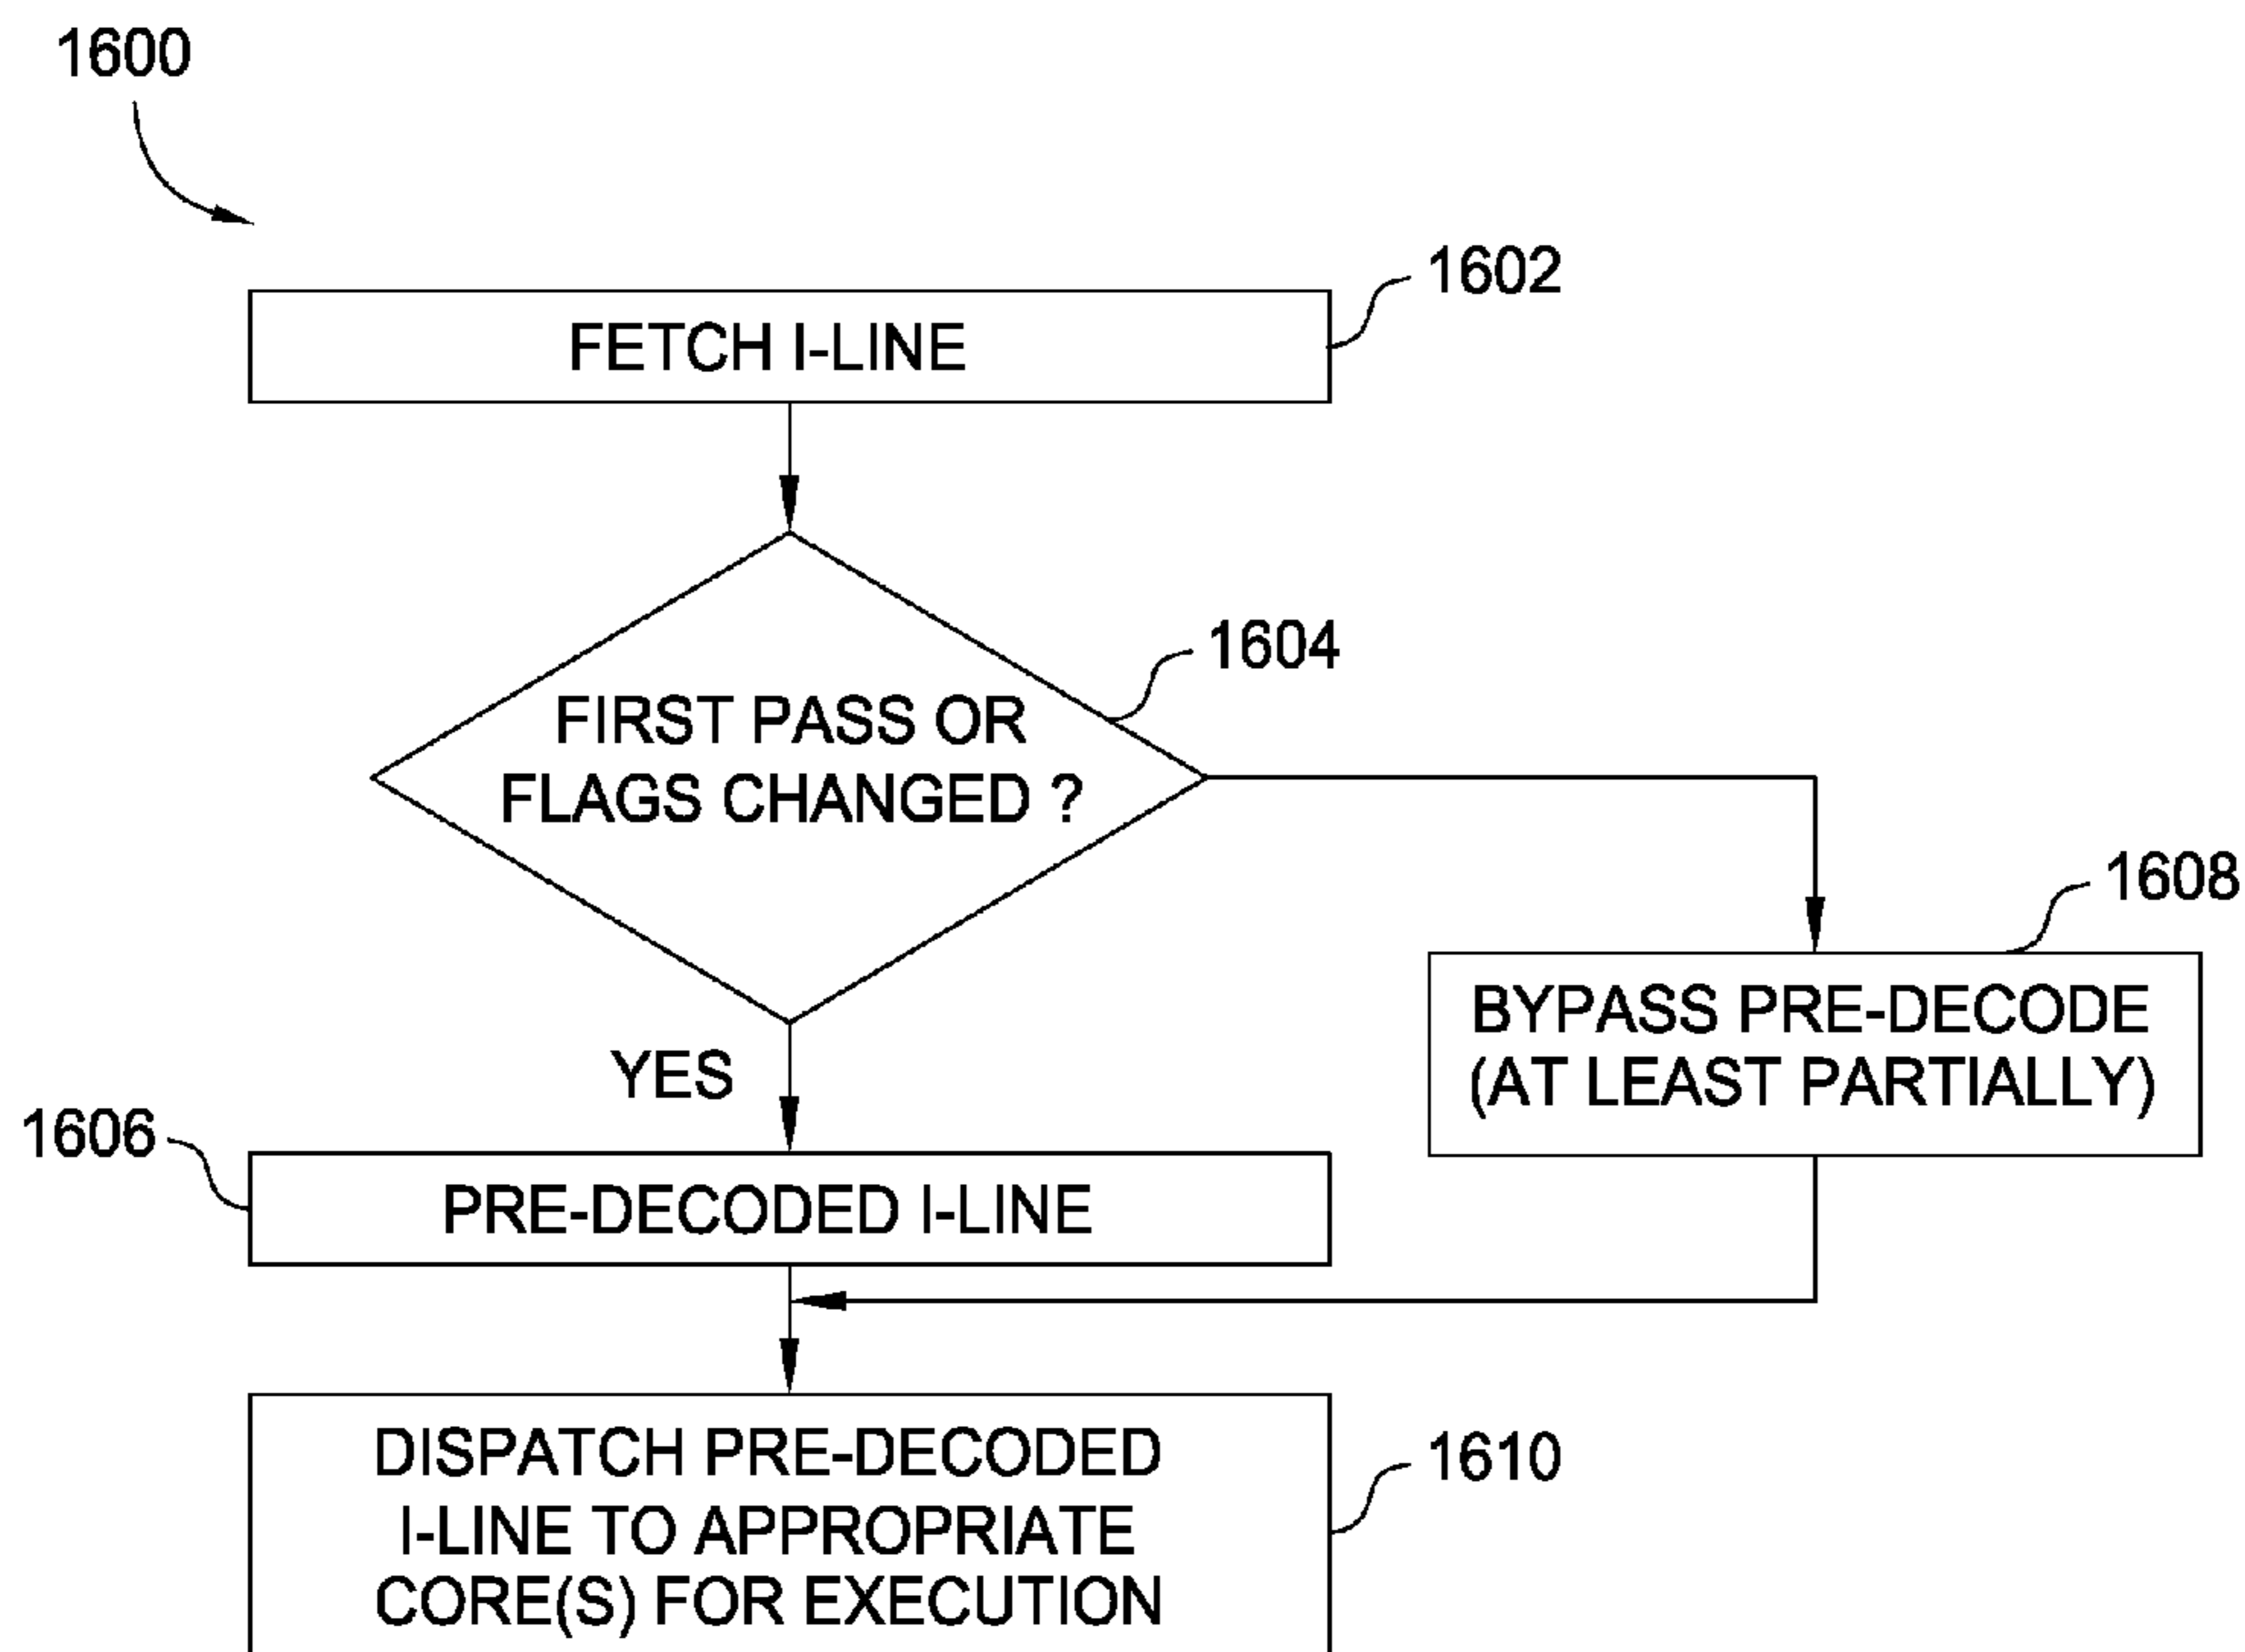 1600
1602
FETCH I-LINE
1604
FIRST PASS OR
FLAGS CHANGED ?
1608
BYPASS PRE-DECODE
(AT LEAST PARTIALLY)
YES
1606
PRE-DECODED I-LINE
DISPATCH PRE-DECODED
I-LINE TO APPROPRIATE
CORE(S) FOR EXECUTION
1610